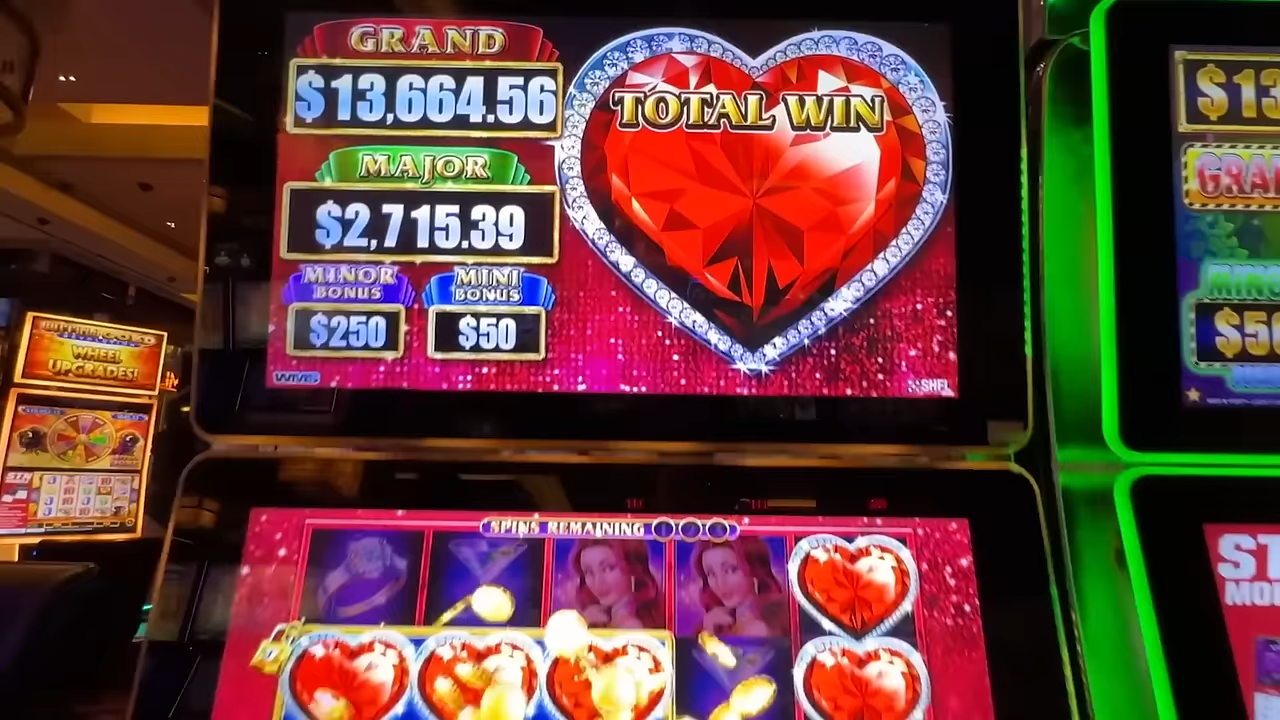 GRAND
$13,664.56
TOTAL WIN
MAJOR
$2,715.39
MINOR
BONUS
$250
MINI
BONUS
$50
WMS
SHFL
SPINS REMAINING
WHEEL
UPGRADES!
$13
GRA
MINO
$50
ST
MO